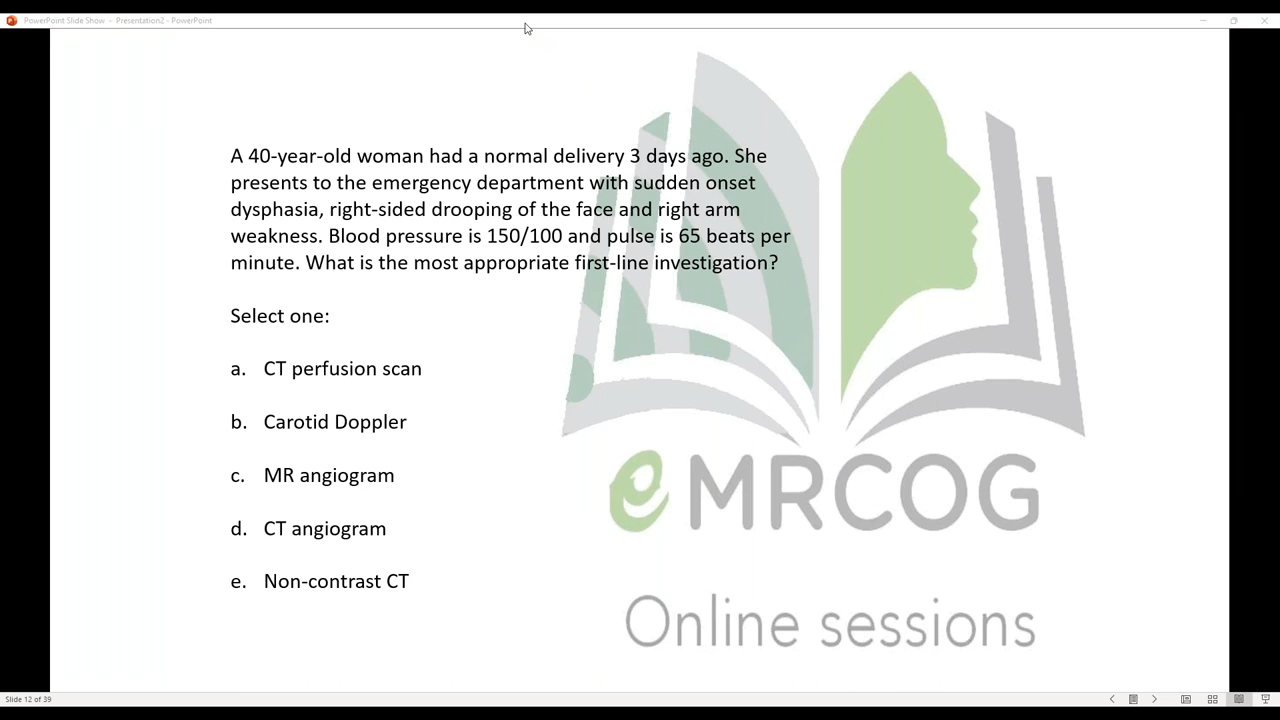 PowerPoint Slide Show - Presentation2 - PowerPoint
A 40-year-old woman had a normal delivery 3 days ago. She
presents to the emergency department with sudden onset
dysphasia, right-sided drooping of the face and right arm
weakness. Blood pressure is 150/100 and pulse is 65 beats per
minute. What is the most appropriate first-line investigation?
Select one:
a. CT perfusion scan
b. Carotid Doppler
c. MR angiogram
d. CT angiogram
e. Non-contrast CT
eMRCOG
Online sessions
Slide 12 of 39